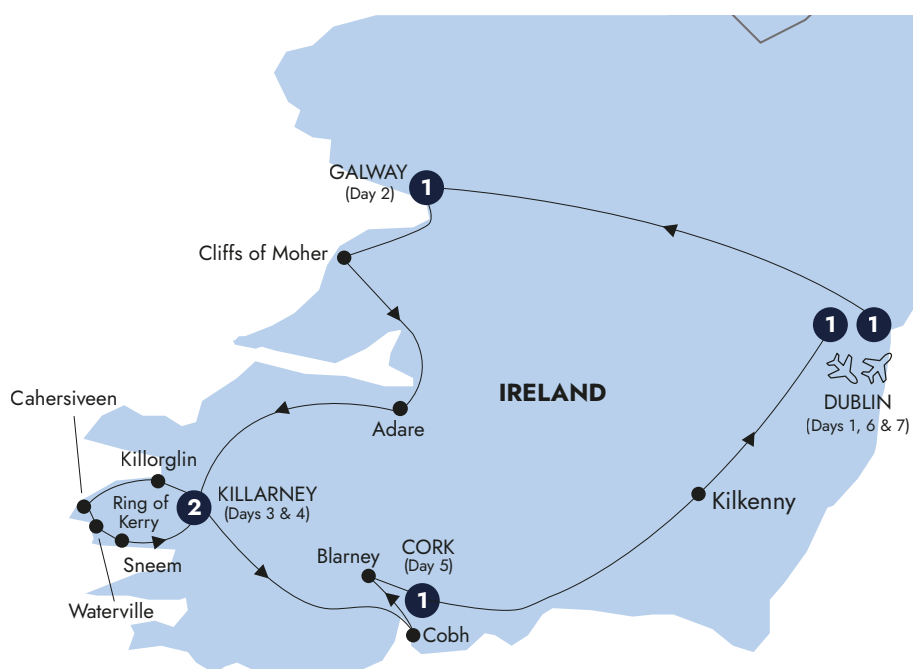 GALWAY
(Day 2)
1
Cliffs of Moher
1
1
DUBLIN
(Days 1, 6 & 7)
IRELAND
Adare
Cahersiveen
Killorglin
Ring of
Kerry
2
KILLARNEY
(Days 3 & 4)
Sneem
Waterville
Kilkenny
Blarney
CORK
(Day 5)
1
Cobh